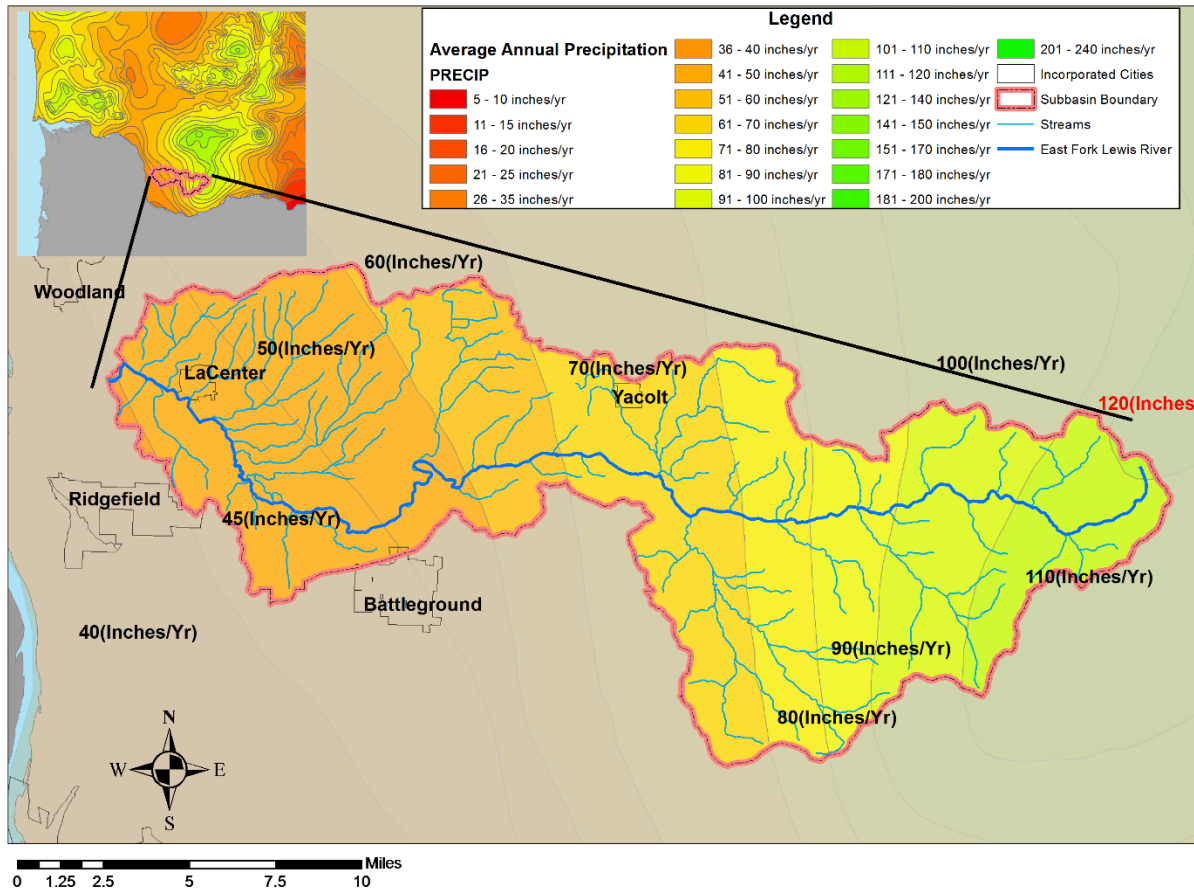 Legend
Average Annual Precipitation
PRECIP
5 - 10 inches/yr
11 - 15 inches/yr
16 - 20 inches/yr
21 - 25 inches/yr
26 - 35 inches/yr
36 - 40 inches/yr
41 - 50 inches/yr
51 - 60 inches/yr
61 - 70 inches/yr
71 - 80 inches/yr
81 - 90 inches/yr
91 - 100 inches/yr
101 - 110 inches/yr
111 - 120 inches/yr
121 - 140 inches/yr
141 - 150 inches/yr
151 - 170 inches/yr
171 - 180 inches/yr
181 - 200 inches/yr
201 - 240 inches/yr
Incorporated Cities
Subbasin Boundary
Streams
East Fork Lewis River
60(Inches/Yr)
Woodland
50(Inches/Yr)
LaCenter
70(Inches/Yr)
Yacolt
100(Inches/Yr)
120(Inches
Ridgefield
45(Inches/Yr)
Battleground
110(Inches/Yr)
40(Inches/Yr)
90(Inches/Yr)
80(Inches/Yr)
N
W E
S
Miles
0 1.25 2.5 5 7.5 10